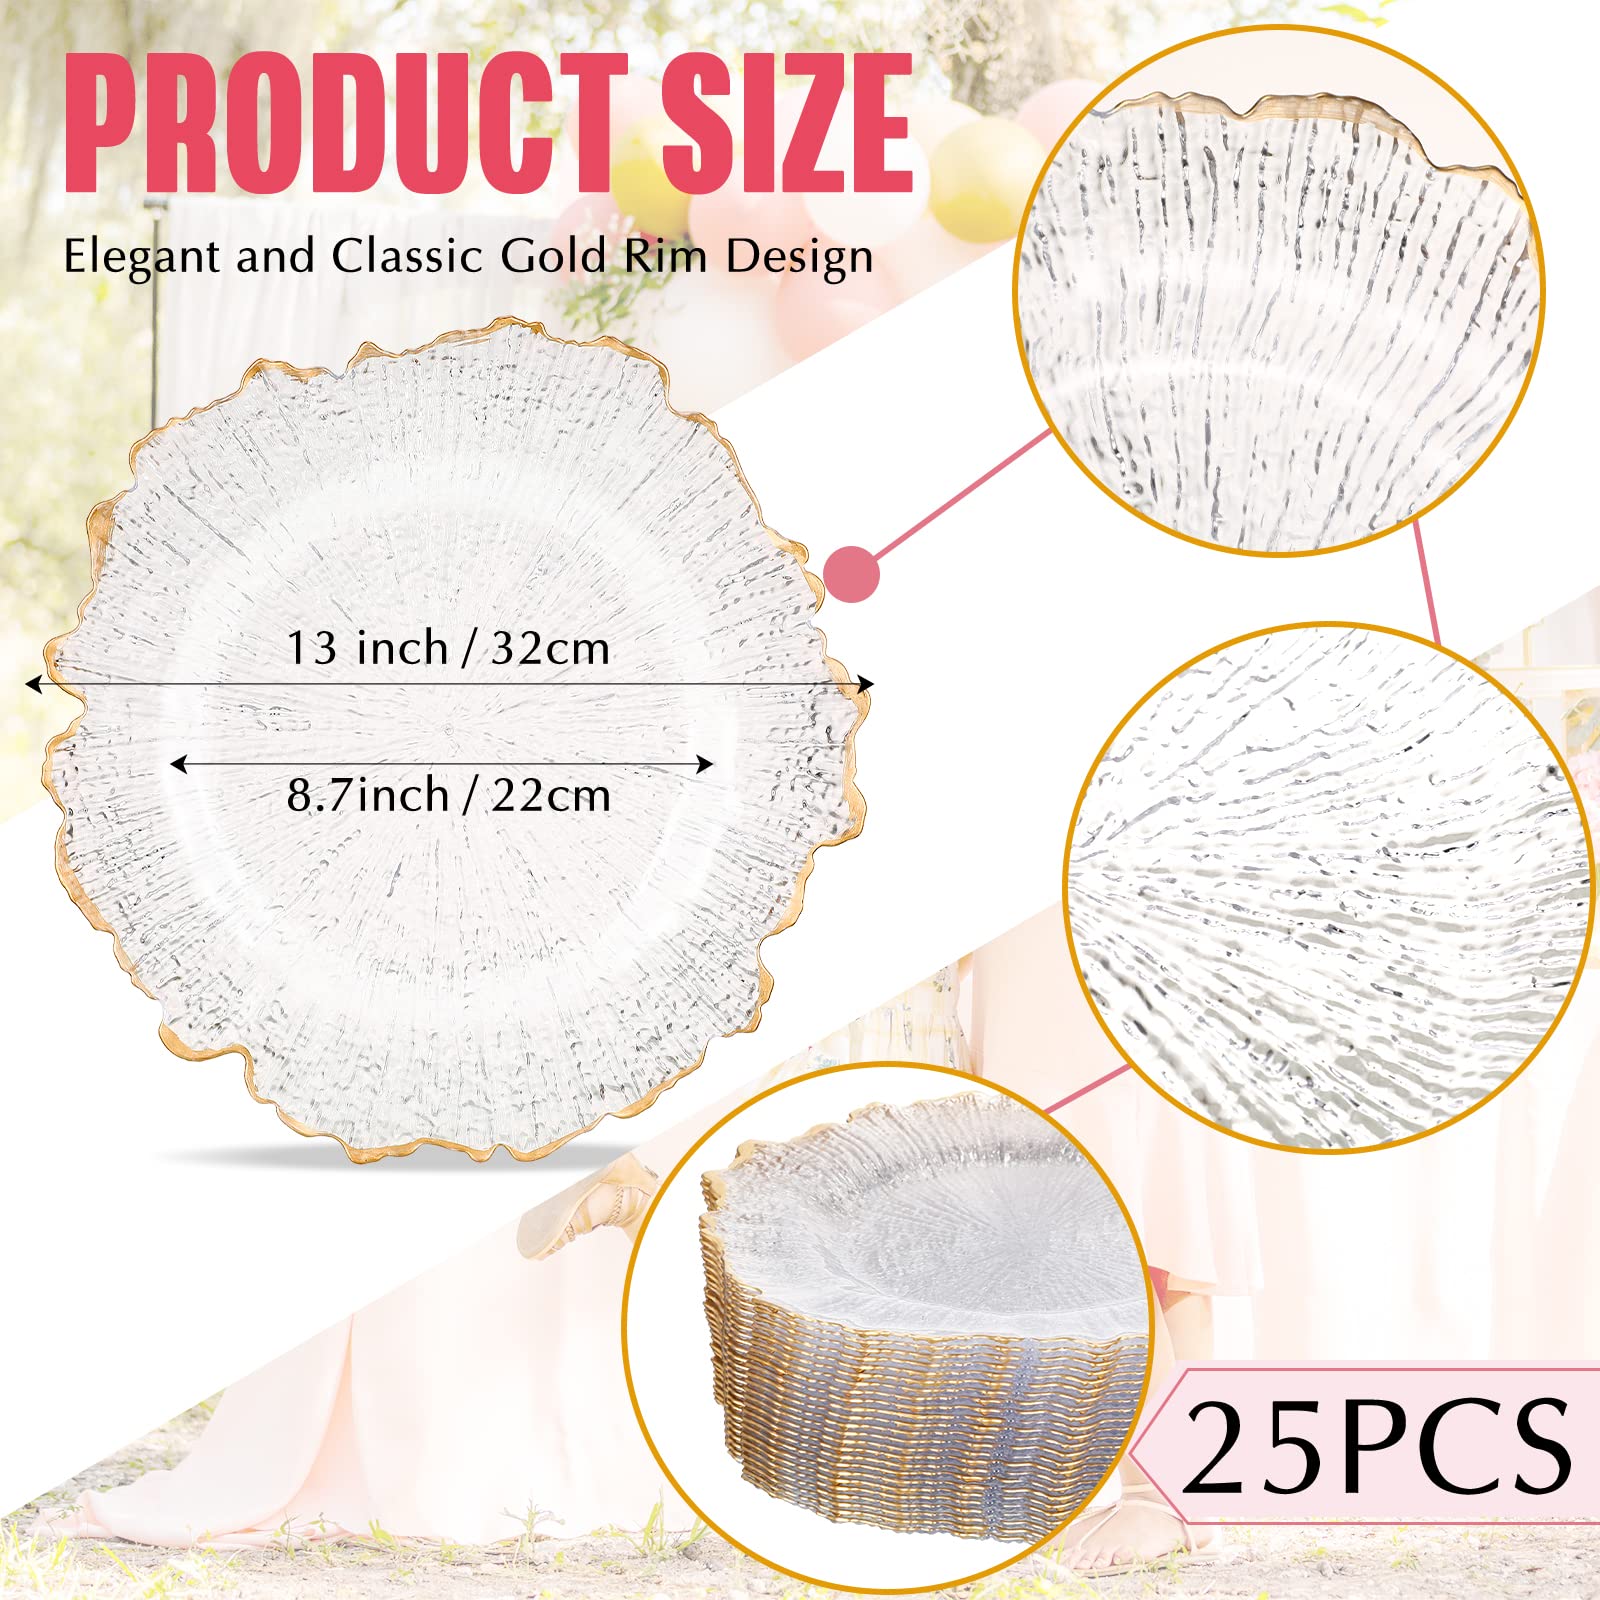 PRODUCT SIZE
Elegant and Classic Gold Rim Design
13 inch / 32cm
8.7inch / 22cm
25PCS